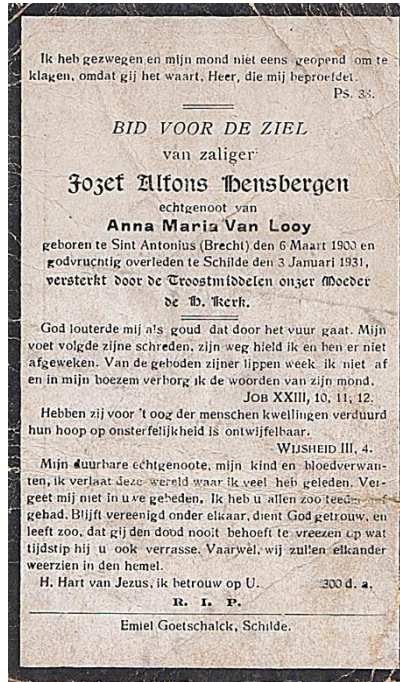 Ik heb gezwegen en mijn mond niet eens geopend om te
klagen, omdat gij het waart, Heer, die mij beproefdet.
Ps. 38.
BID VOOR DE ZIEL
van zaliger
Jozef Alfons Hensbergen
echtgenoot van
Anna Maria Van Looy
geboren te Sint Antonius (Brecht) den 6 Maart 1900 en
godvruchtig overleden te Schilde den 3 Januari 1931,
versterkt door de Troostmiddelen onzer Moeder
de H. Kerk.
God louterde mij als goud dat door het vuur gaat. Mijn
voet volgde zijne schreden, zijn weg hield ik en ben er niet
afgeweken. Van de geboden zijner lippen week ik niet af
en in mijn boezem verborg ik de woorden van zijn mond.
JOB XXIII, 10, 11, 12.
Hebben zij voor 't oog der menschen kwellingen verduurd
hun hoop op onsterfelijkheid is ontwijfelbaar.
WIJSHEID III, 4.
Mijn duurbare echtgenoote, mijn kind en bloedverwan-
ten, ik verlaat deze wereld waar ik veel heb geleden. Ver-
geet mij niet in uwe gebeden. Ik heb u allen zoo teeder lief
gehad. Blijft vereenigd onder elkaar, dient God getrouw, en
leeft zoo, dat gij den dood nooit behoeft te vreezen op wat
tijdstip hij u ook verrasse. Vaarwel, wij zullen elkander
weerzien in den hemel.
H. Hart van Jezus, ik betrouw op U. 300 d. a.
R. I. P.
Emiel Goetschalck, Schilde.